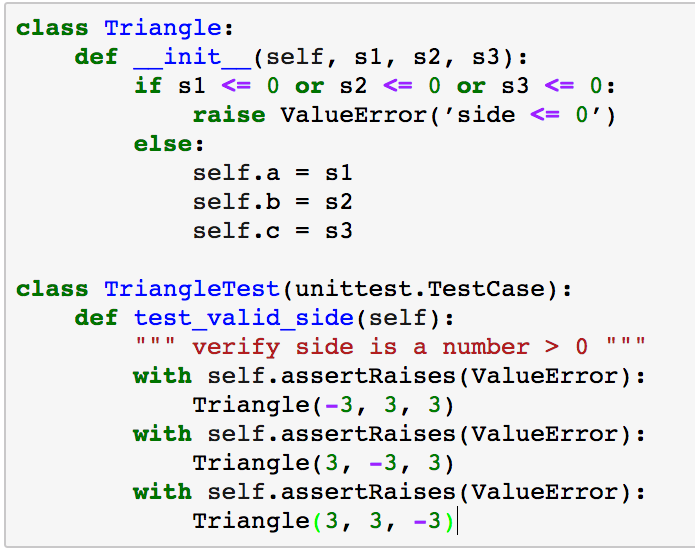 class Triangle:
    def __init__(self, s1, s2, s3):
        if s1 <= 0 or s2 <= 0 or s3 <= 0:
            raise ValueError(’side <= 0’)
        else:
            self.a = s1
            self.b = s2
            self.c = s3

class TriangleTest(unittest.TestCase):
    def test_valid_side(self):
        """ verify side is a number > 0 """
        with self.assertRaises(ValueError):
            Triangle(-3, 3, 3)
        with self.assertRaises(ValueError):
            Triangle(3, -3, 3)
        with self.assertRaises(ValueError):
            Triangle(3, 3, -3)